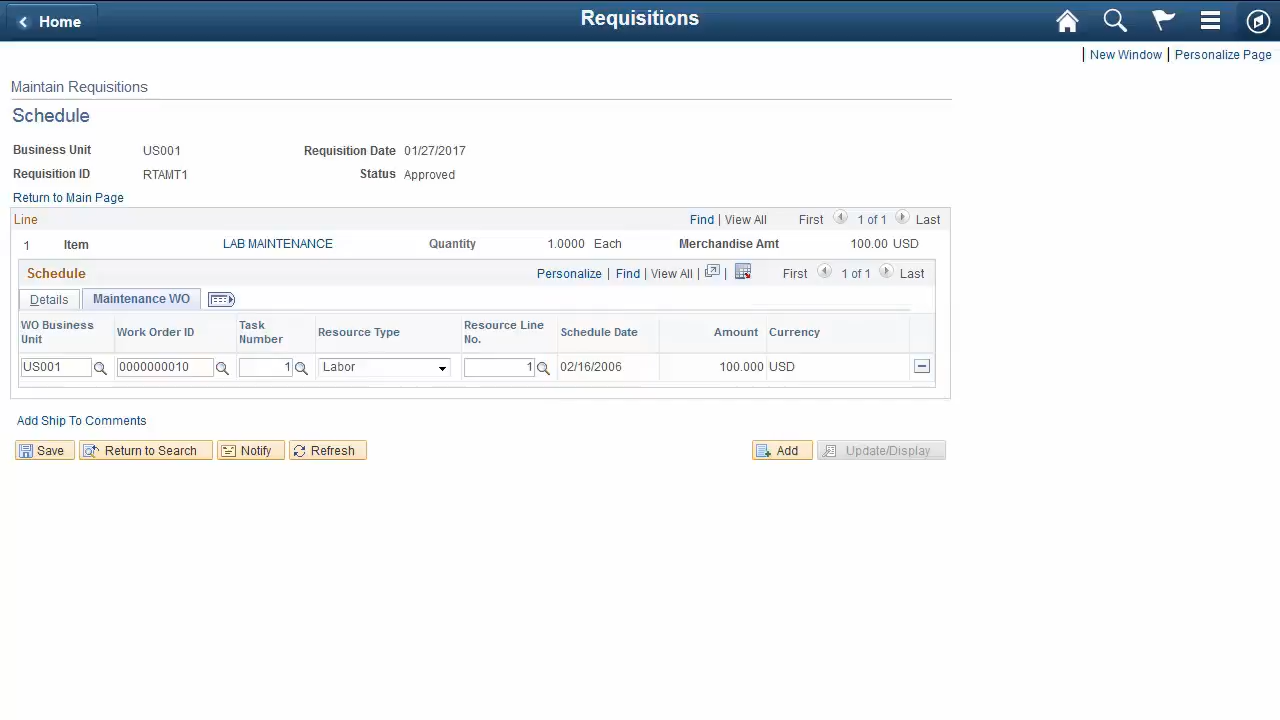 Home
Requisitions
New Window | Personalize Page
Maintain Requisitions
Schedule
Business Unit US001 Requisition Date 01/27/2017
Requisition ID RTAMT1 Status Approved
Return to Main Page
Line Find | View All First 1 of 1 Last
1 Item LAB MAINTENANCE Quantity 1.0000 Each Merchandise Amt 100.00 USD
Schedule Personalize | Find | View All | | First 1 of 1 Last
Details Maintenance WO
WO Business Unit Work Order ID Task Number Resource Type Resource Line No. Schedule Date Amount Currency
US001 0000000010 1 Labor 1 02/16/2006 100.000 USD
Add Ship To Comments
Save Return to Search Notify Refresh Add Update/Display